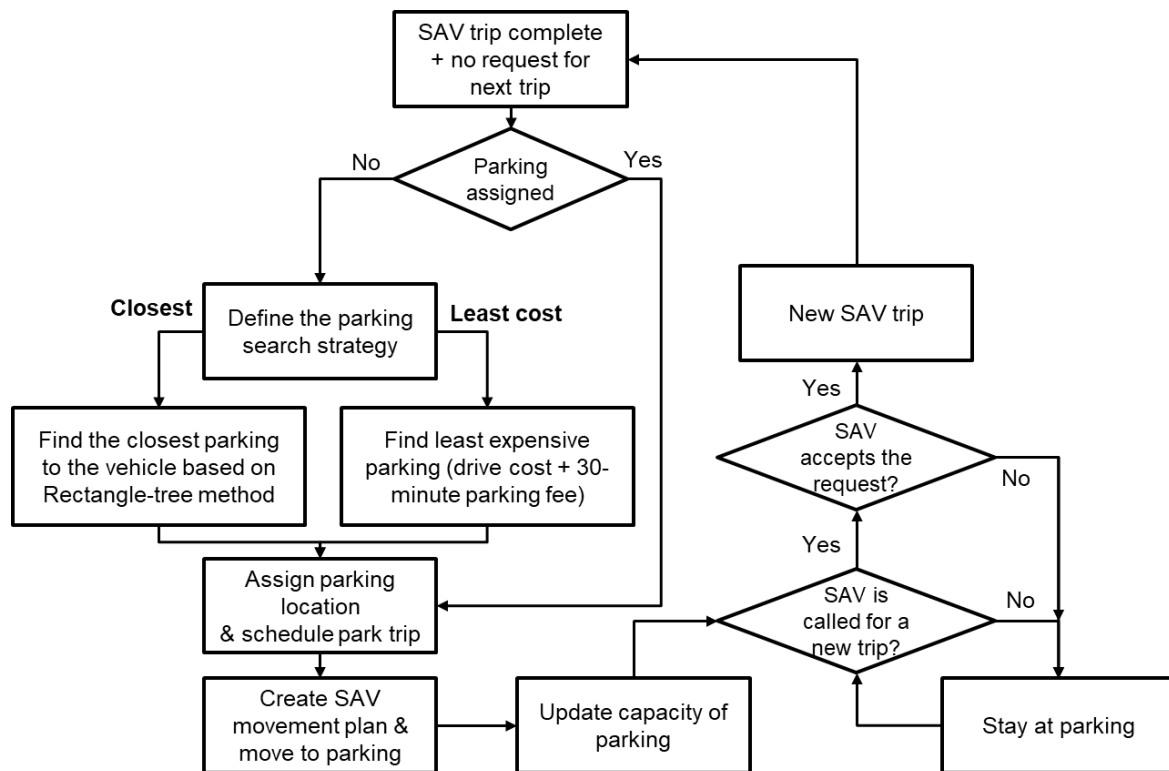 SAV trip complete
+ no request for
next trip
No
Parking
assigned
Yes
Closest
Define the parking
search strategy
Least cost
New SAV trip
Find the closest parking
to the vehicle based on
Rectangle-tree method
Find least expensive
parking (drive cost + 30-
minute parking fee)
Yes
SAV
accepts the
request?
No
Assign parking
location
& schedule park trip
Yes
SAV is
called for a
new trip?
No
Create SAV
movement plan &
move to parking
Update capacity of
parking
Stay at parking